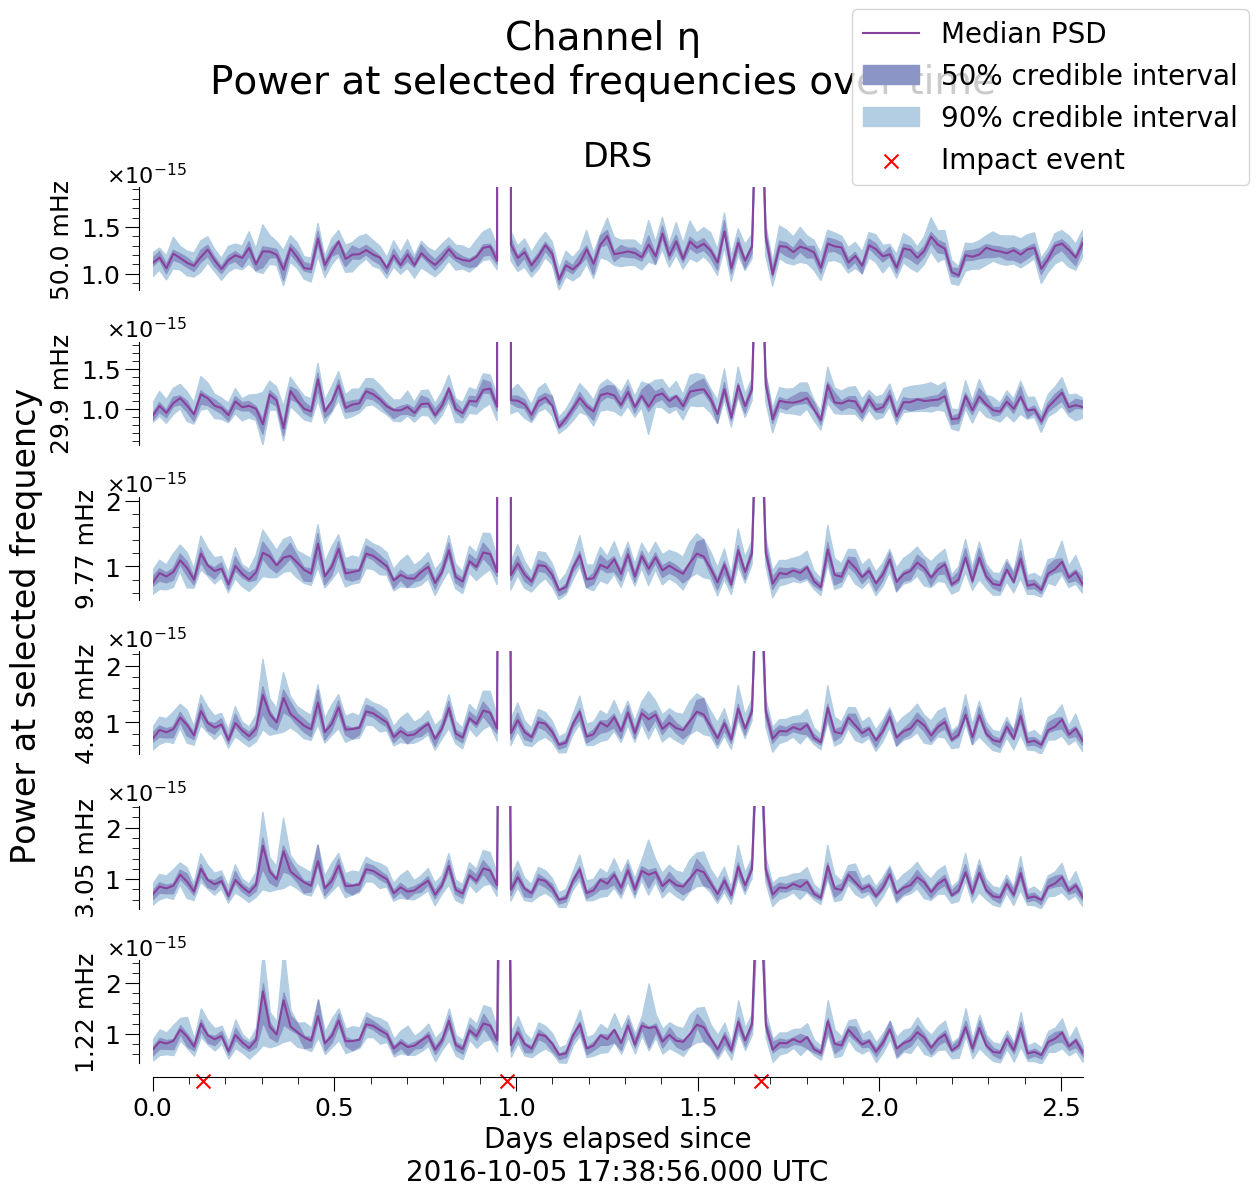 Channel η
Power at selected frequencies over time
Median PSD
50% credible interval
90% credible interval
Impact event
DRS
Power at selected frequency
×10⁻¹⁵
50.0 mHz
1.5
1.0
×10⁻¹⁵
29.9 mHz
1.5
1.0
×10⁻¹⁵
9.77 mHz
2
1
×10⁻¹⁵
4.88 mHz
2
1
×10⁻¹⁵
3.05 mHz
2
1
×10⁻¹⁵
1.22 mHz
2
1
0.0 0.5 1.0 1.5 2.0 2.5
Days elapsed since
2016-10-05 17:38:56.000 UTC